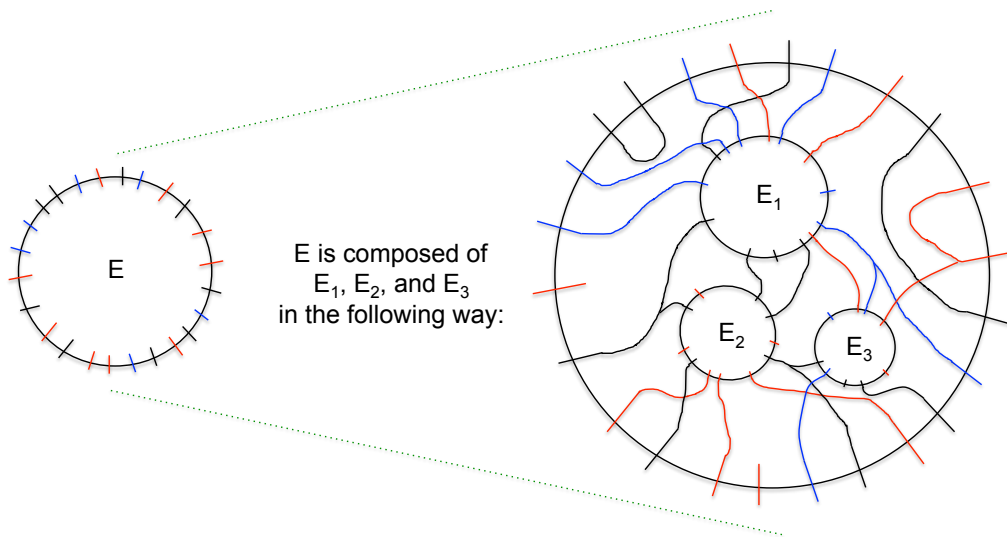 E
E is composed of
E1, E2, and E3
in the following way:
E1
E2
E3